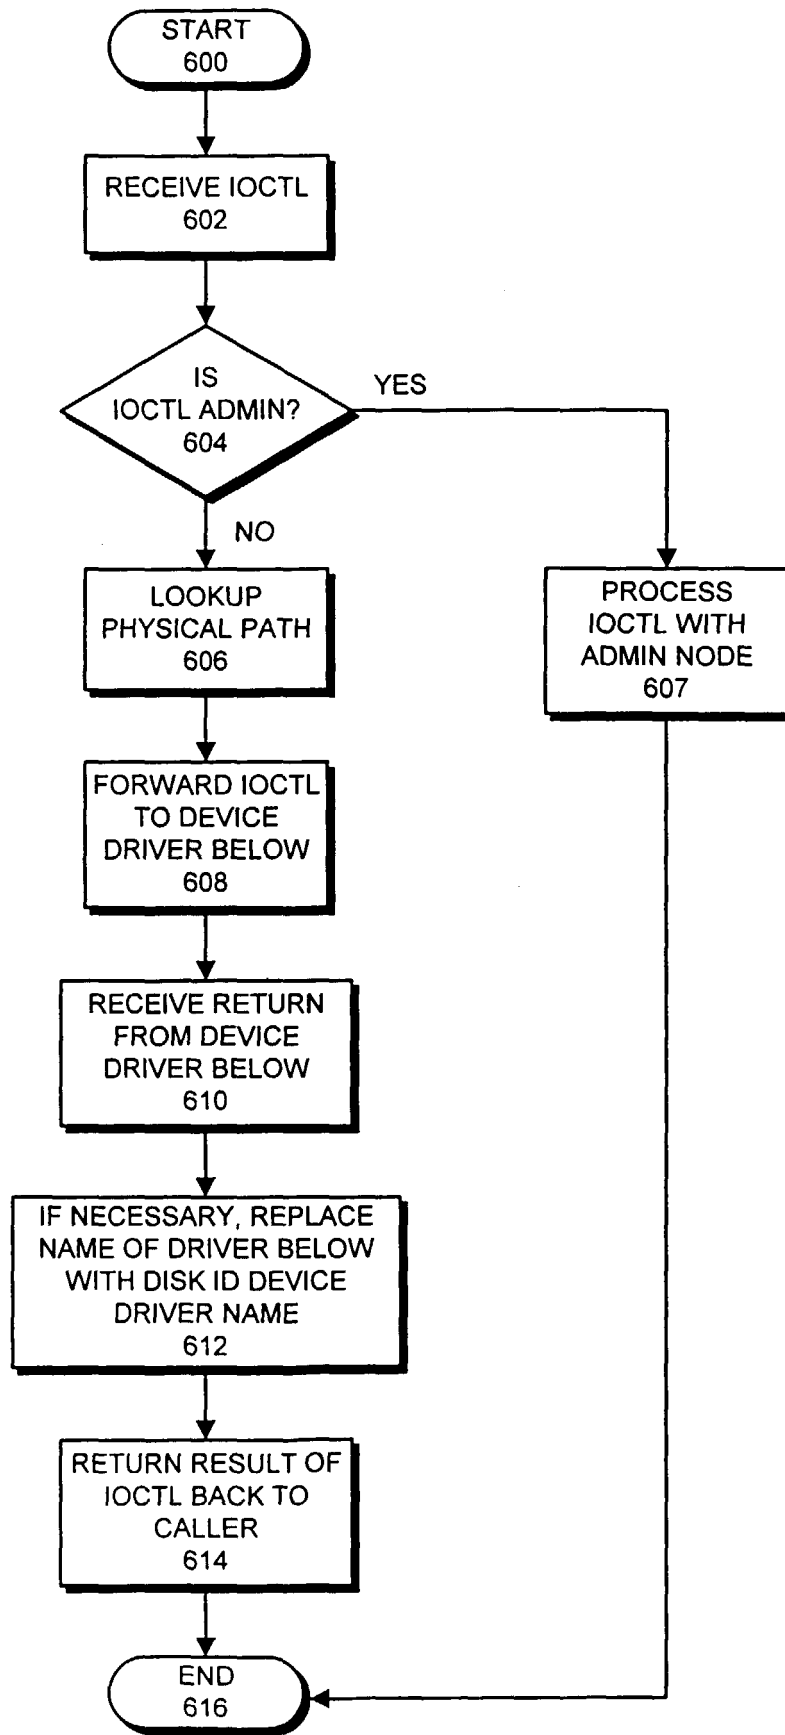 START
600
RECEIVE IOCTL
602
IS
IOCTL ADMIN?
604
YES
NO
LOOKUP
PHYSICAL PATH
606
PROCESS
IOCTL WITH
ADMIN NODE
607
FORWARD IOCTL
TO DEVICE
DRIVER BELOW
608
RECEIVE RETURN
FROM DEVICE
DRIVER BELOW
610
IF NECESSARY, REPLACE
NAME OF DRIVER BELOW
WITH DISK ID DEVICE
DRIVER NAME
612
RETURN RESULT OF
IOCTL BACK TO
CALLER
614
END
616